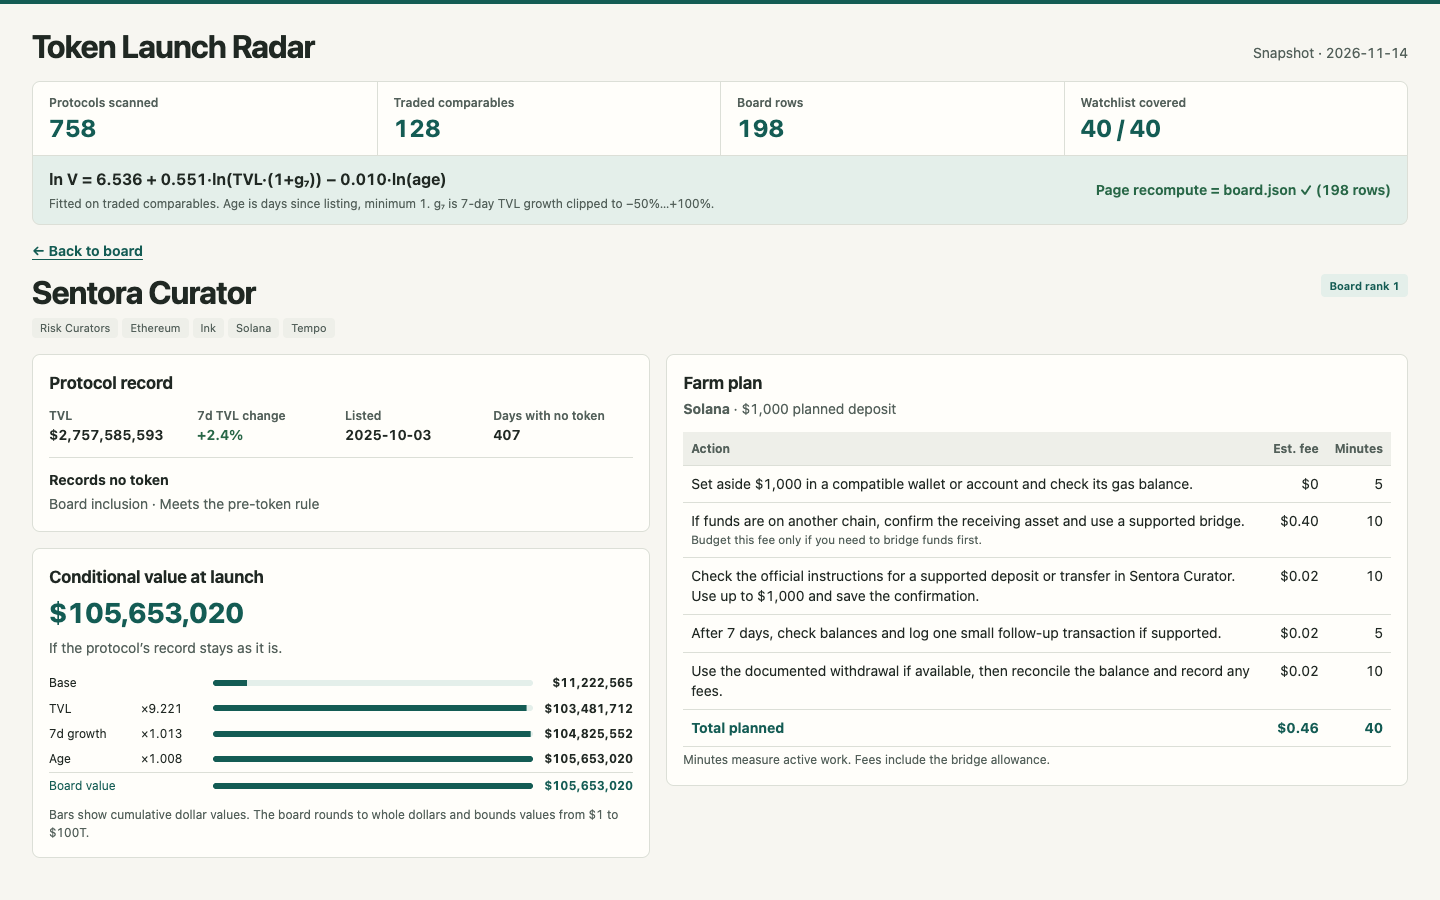 Token Launch Radar
Snapshot · 2026-11-14
Protocols scanned
758
Traded comparables
128
Board rows
198
Watchlist covered
40 / 40
ln V = 6.536 + 0.551·ln(TVL·(1+g₇)) − 0.010·ln(age)
Fitted on traded comparables. Age is days since listing, minimum 1. g₇ is 7-day TVL growth clipped to −50%…+100%.
Page recompute = board.json ✓ (198 rows)
← Back to board
Sentora Curator
Board rank 1
Risk Curators
Ethereum
Ink
Solana
Tempo
Protocol record
TVL
$2,757,585,593
7d TVL change
+2.4%
Listed
2025-10-03
Days with no token
407
Records no token
Board inclusion · Meets the pre-token rule
Conditional value at launch
$105,653,020
If the protocol’s record stays as it is.
Base $11,222,565
TVL ×9.221 $103,481,712
7d growth ×1.013 $104,825,552
Age ×1.008 $105,653,020
Board value $105,653,020
Bars show cumulative dollar values. The board rounds to whole dollars and bounds values from $1 to
$100T.
Farm plan
Solana · $1,000 planned deposit
Action Est. fee Minutes
Set aside $1,000 in a compatible wallet or account and check its gas balance. $0 5
If funds are on another chain, confirm the receiving asset and use a supported bridge. $0.40 10
Budget this fee only if you need to bridge funds first.
Check the official instructions for a supported deposit or transfer in Sentora Curator. $0.02 10
Use up to $1,000 and save the confirmation.
After 7 days, check balances and log one small follow-up transaction if supported. $0.02 5
Use the documented withdrawal if available, then reconcile the balance and record any $0.02 10
fees.
Total planned $0.46 40
Minutes measure active work. Fees include the bridge allowance.